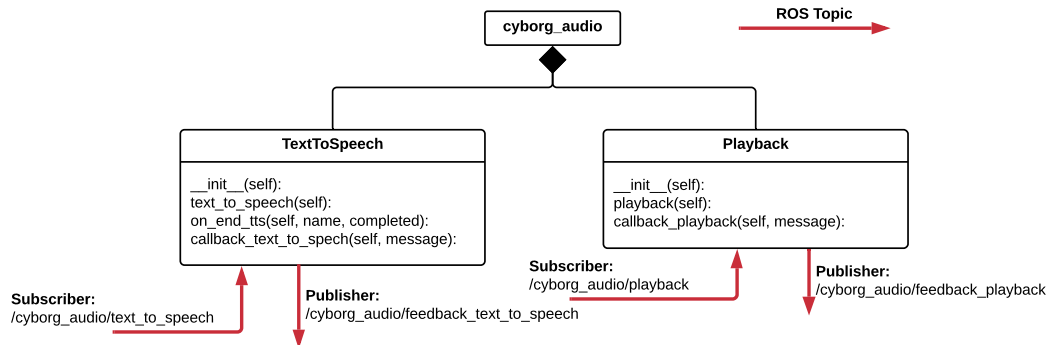 cyborg_audio
ROS Topic
TextToSpeech
__init__(self):
text_to_speech(self):
on_end_tts(self, name, completed):
callback_text_to_spech(self, message):
Playback
__init__(self):
playback(self):
callback_playback(self, message):
Subscriber:
/cyborg_audio/text_to_speech
Publisher:
/cyborg_audio/feedback_text_to_speech
Subscriber:
/cyborg_audio/playback
Publisher:
/cyborg_audio/feedback_playback